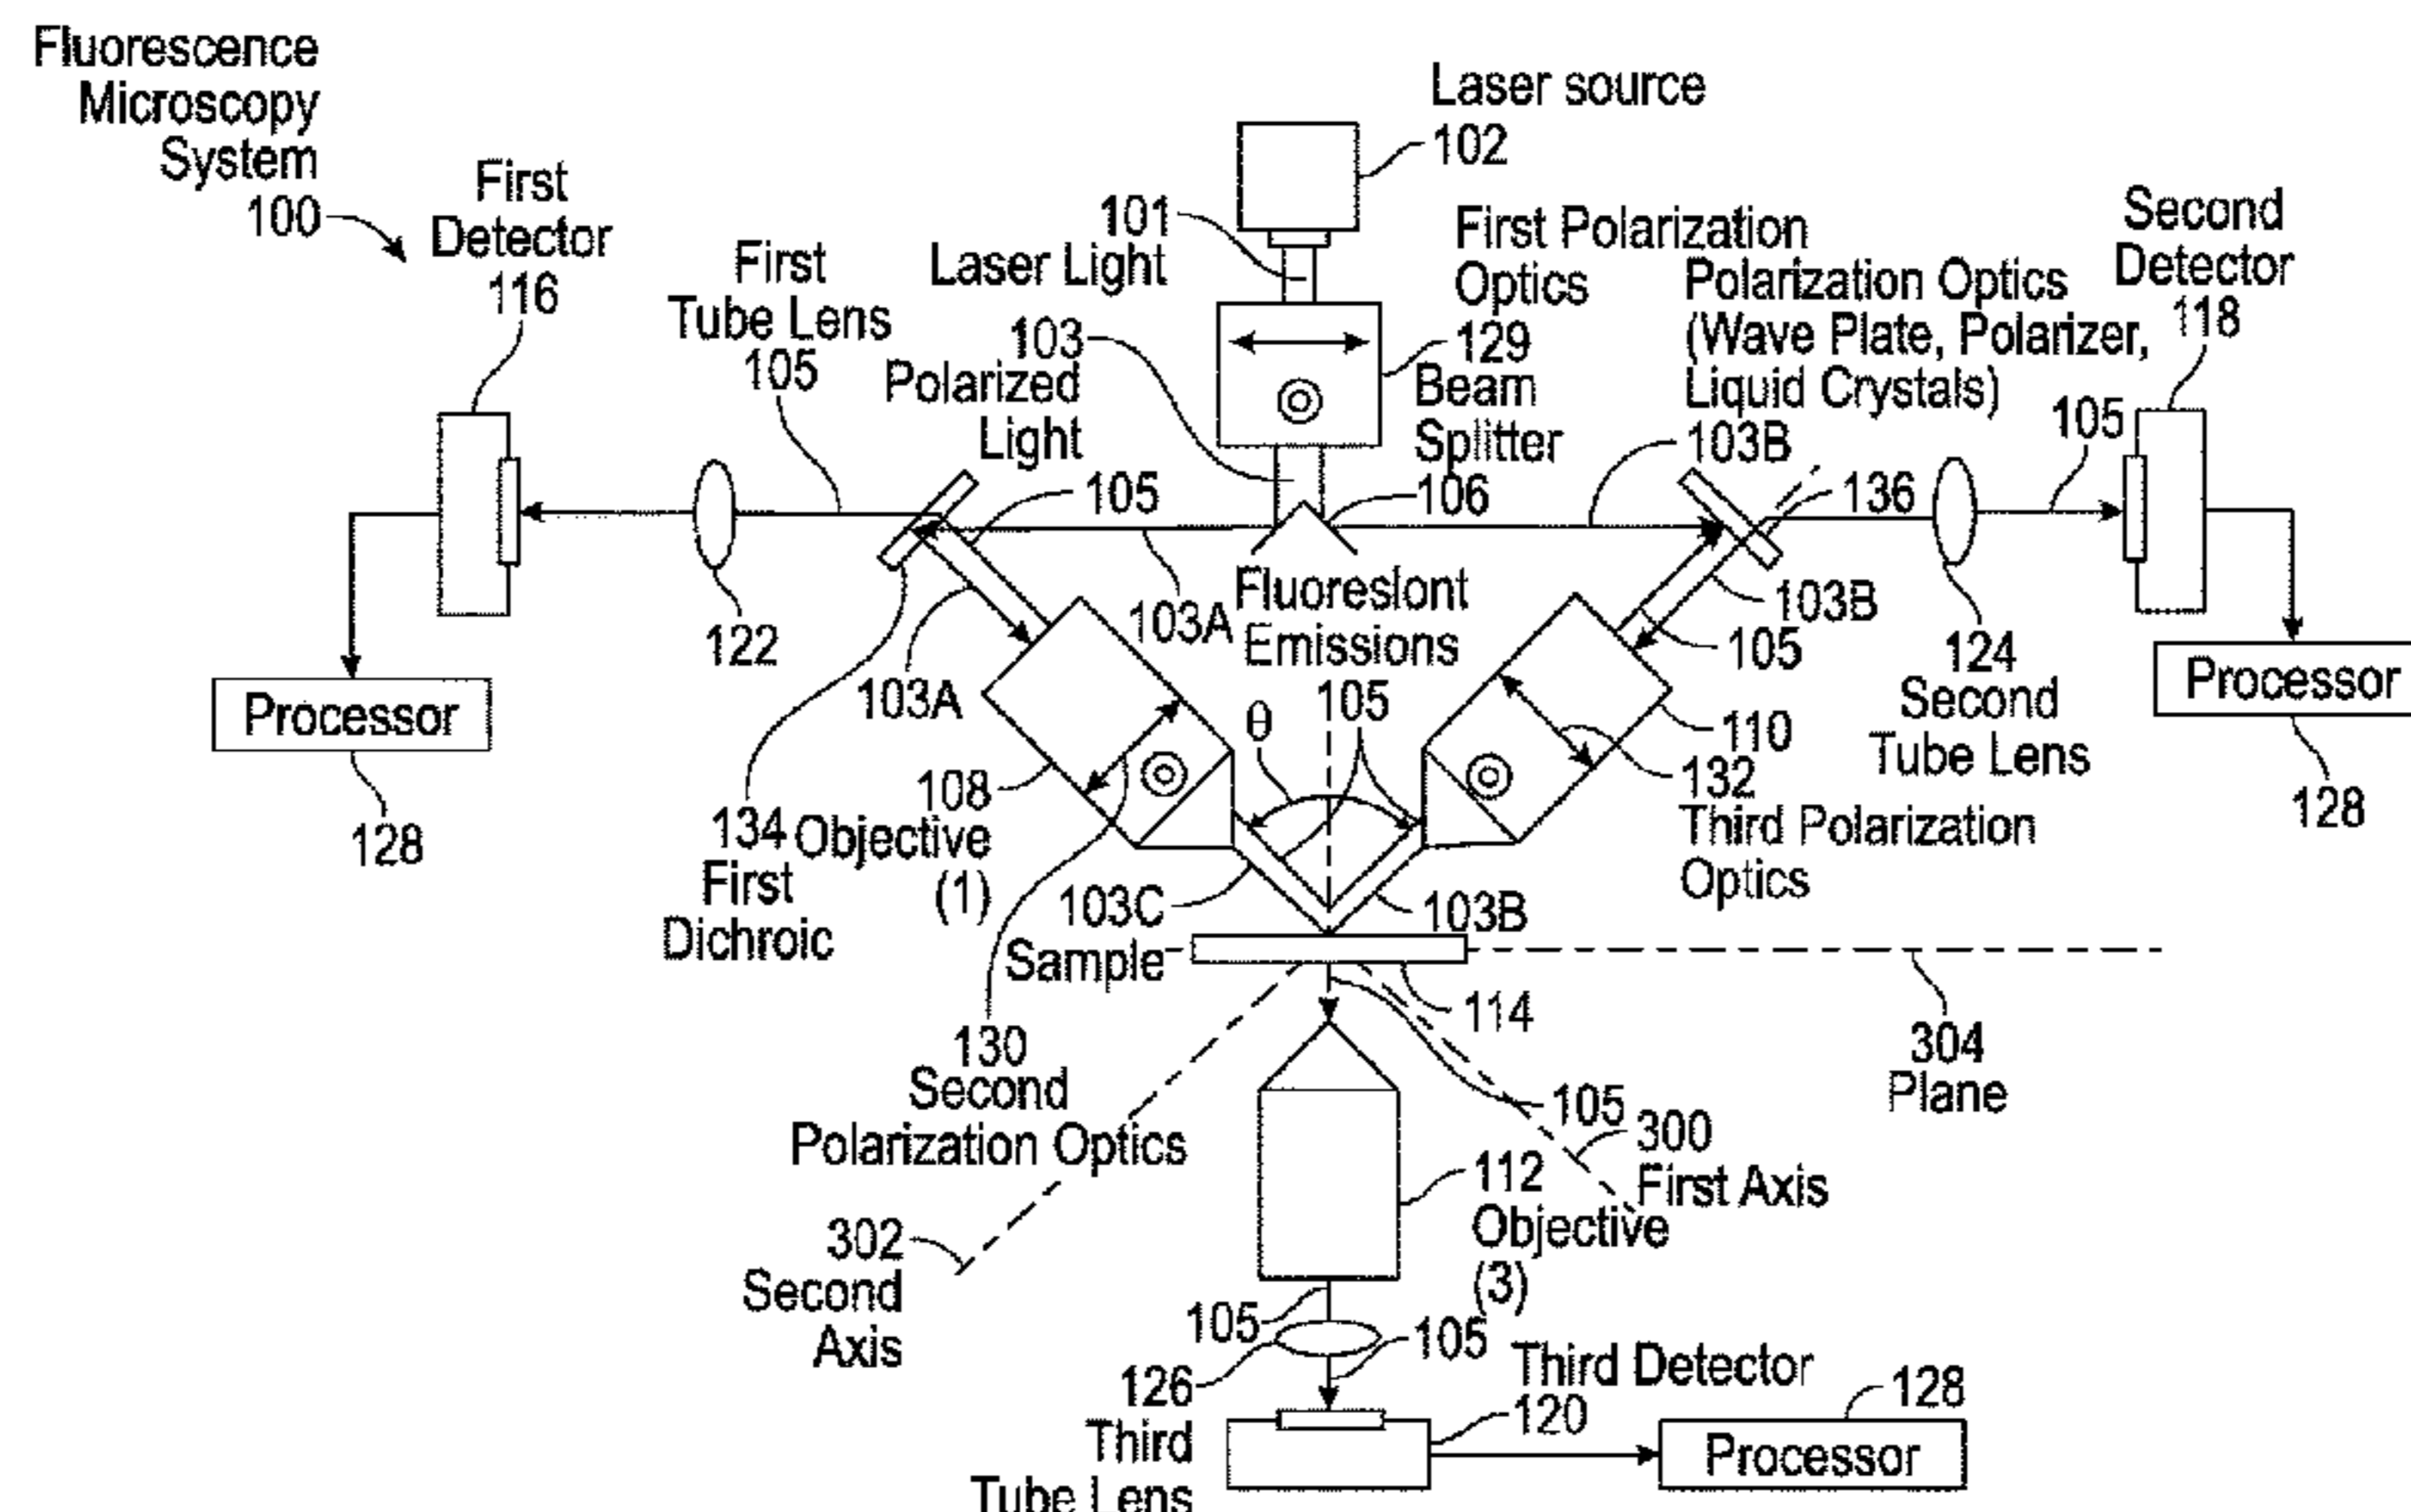 Fluorescence
Microscopy
System
100
First
Detector
116
First
Tube Lens
105
Laser source
102
101
Laser Light
103
Polarized
Light
First Polarization
Optics
129
Beam
Splitter
106
Polarization Optics
(Wave Plate, Polarizer,
Liquid Crystals)
103B
Second
Detector
118
105
136
105
103A
Fluoreslont
Emissions
105
θ
122
103A
103B
105
124
Second
Tube Lens
Processor
128
Processor
128
134
First
Dichroic
108
Objective
(1)
110
132
Third Polarization
Optics
103C
103B
Sample
114
304
Plane
130
Second
Polarization Optics
105
300
First Axis
302
Second
Axis
112
Objective
(3)
105
126
Third
Tube Lens
105
Third Detector
120
128
Processor